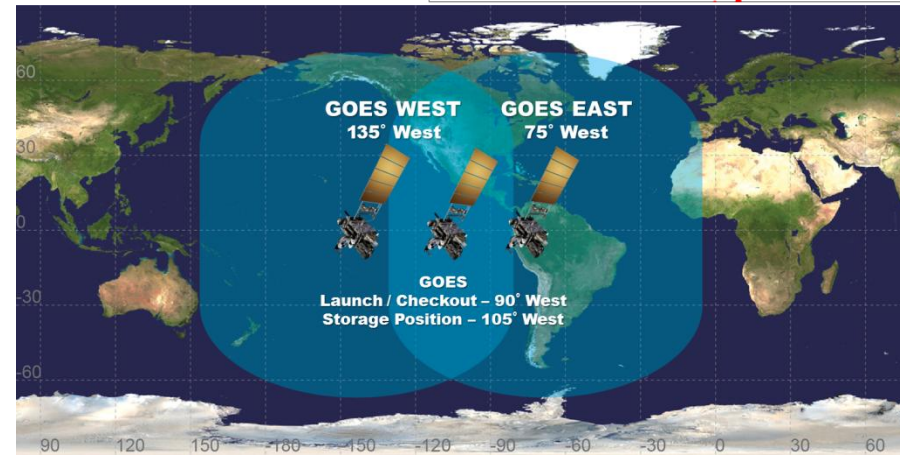 60
GOES WEST
135° West
GOES EAST
75° West
30
0
GOES
Launch / Checkout – 90° West
Storage Position – 105° West
-30
-60
90 120 150 -180 -150 -120 -90 -60 -30 0 30 60